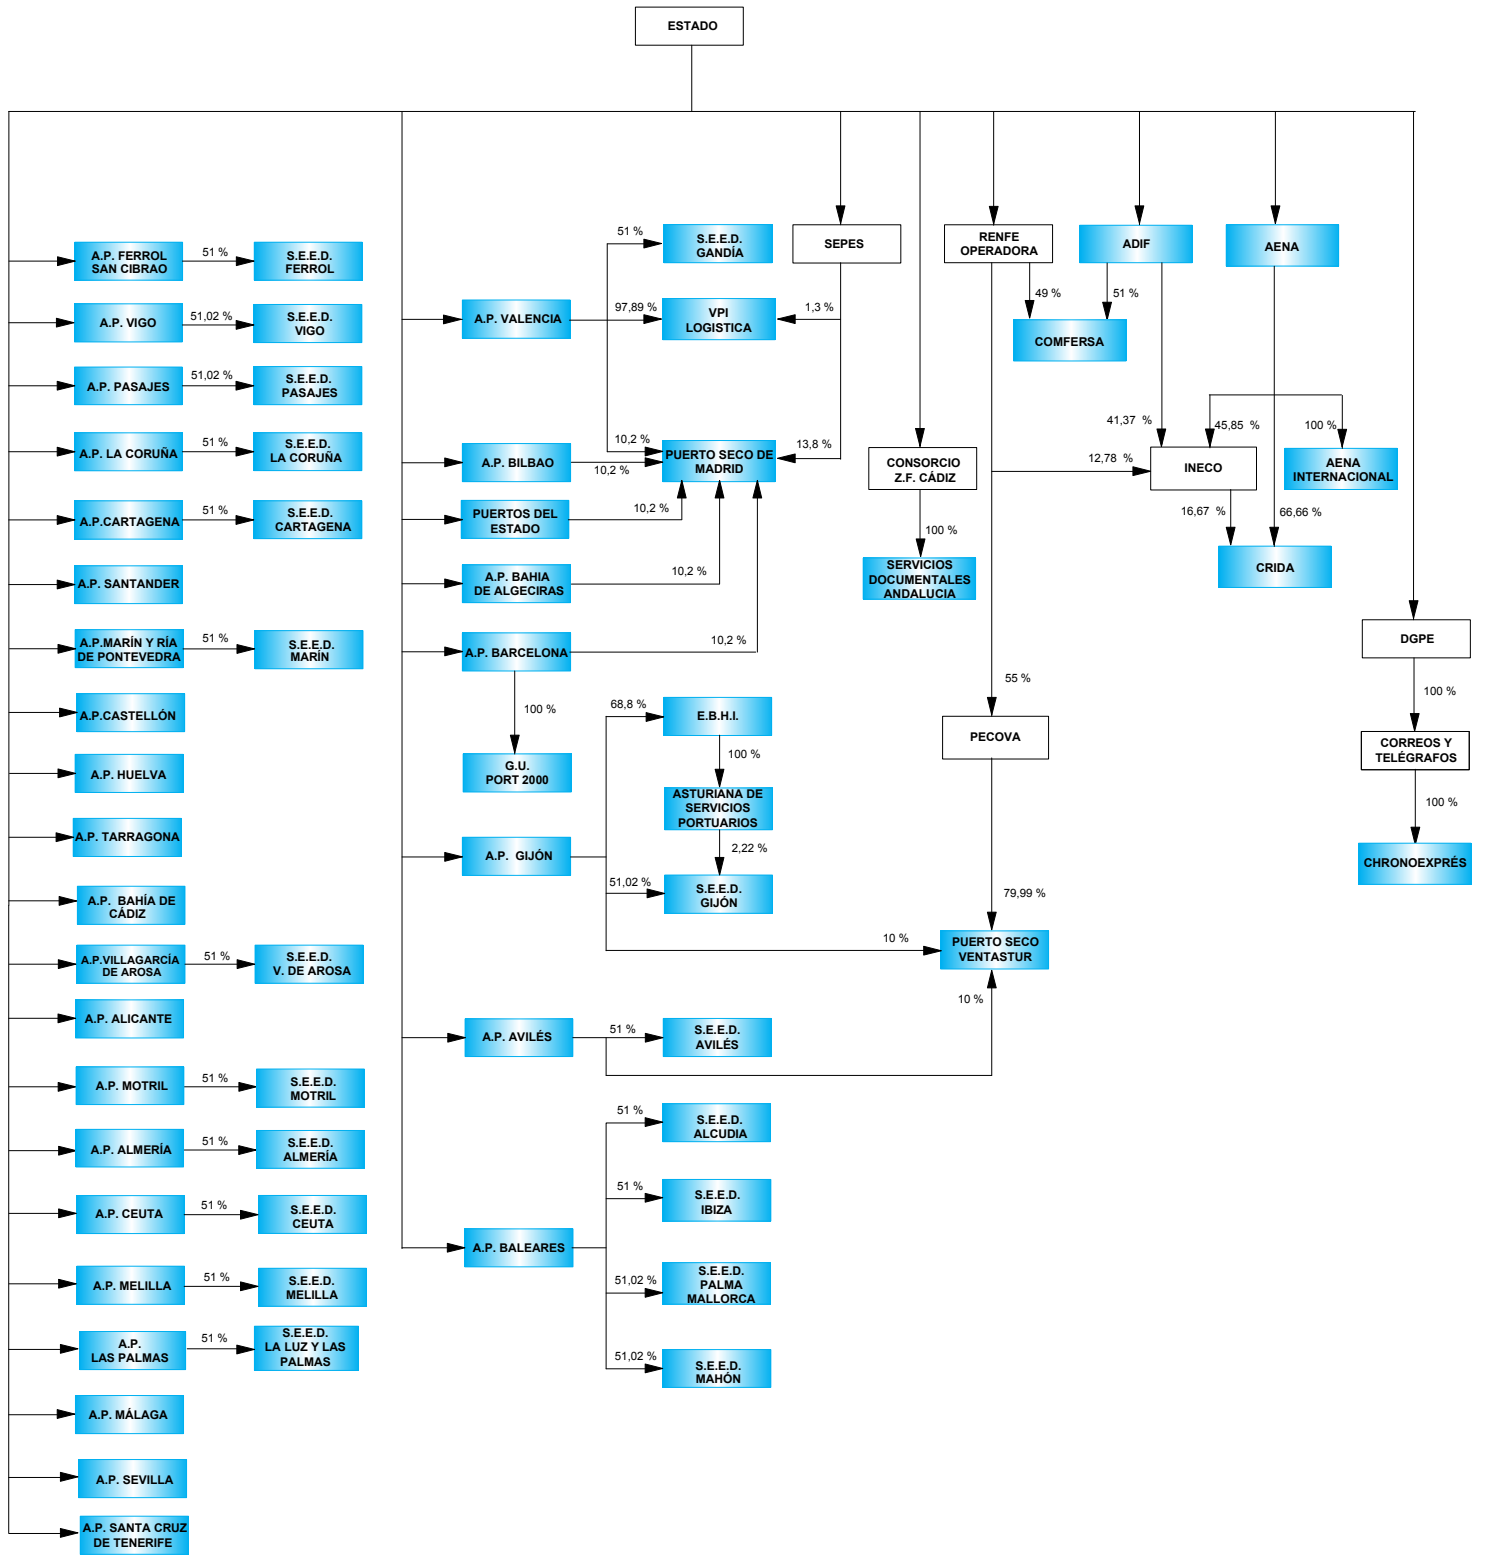 ESTADO
A.P. FERROL
SAN CIBRAO
51 %
S.E.E.D.
FERROL
A.P. VIGO
51,02 %
S.E.E.D.
VIGO
A.P. PASAJES
51,02 %
S.E.E.D.
PASAJES
A.P. LA CORUÑA
51 %
S.E.E.D.
LA CORUÑA
A.P.CARTAGENA
51 %
S.E.E.D.
CARTAGENA
A.P. SANTANDER
A.P.MARÍN Y RÍA
DE PONTEVEDRA
51 %
S.E.E.D.
MARÍN
A.P.CASTELLÓN
A.P. HUELVA
A.P. TARRAGONA
A.P. BAHÍA DE
CÁDIZ
A.P.VILLAGARCÍA
DE AROSA
51 %
S.E.E.D.
V. DE AROSA
A.P. ALICANTE
A.P. MOTRIL
51 %
S.E.E.D.
MOTRIL
A.P. ALMERÍA
51 %
S.E.E.D.
ALMERÍA
A.P. CEUTA
51 %
S.E.E.D.
CEUTA
A.P. MELILLA
51 %
S.E.E.D.
MELILLA
A.P.
LAS PALMAS
51 %
S.E.E.D.
LA LUZ Y LAS
PALMAS
A.P. MÁLAGA
A.P. SEVILLA
A.P. SANTA CRUZ
DE TENERIFE
A.P. VALENCIA
51 %
S.E.E.D.
GANDÍA
97,89 %
VPI
LOGISTICA
1,3 %
10,2 %
A.P. BILBAO
10,2 %
PUERTO SECO DE
MADRID
13,8 %
PUERTOS DEL
ESTADO
10,2 %
A.P. BAHIA
DE ALGECIRAS
10,2 %
A.P. BARCELONA
10,2 %
100 %
G.U.
PORT 2000
A.P. GIJÓN
68,8 %
E.B.H.I.
100 %
ASTURIANA DE
SERVICIOS
PORTUARIOS
2,22 %
51,02 %
S.E.E.D.
GIJÓN
10 %
A.P. AVILÉS
51 %
S.E.E.D.
AVILÉS
10 %
A.P. BALEARES
51 %
S.E.E.D.
ALCUDIA
51 %
S.E.E.D.
IBIZA
51,02 %
S.E.E.D.
PALMA
MALLORCA
51,02 %
S.E.E.D.
MAHÓN
SEPES
CONSORCIO
Z.F. CÁDIZ
100 %
SERVICIOS
DOCUMENTALES
ANDALUCIA
RENFE
OPERADORA
49 %
ADIF
51 %
COMFERSA
AENA
41,37 %
45,85 %
100 %
12,78 %
INECO
AENA
INTERNACIONAL
16,67 %
66,66 %
CRIDA
55 %
PECOVA
79,99 %
PUERTO SECO
VENTASTUR
DGPE
100 %
CORREOS Y
TELÉGRAFOS
100 %
CHRONOEXPRÉS